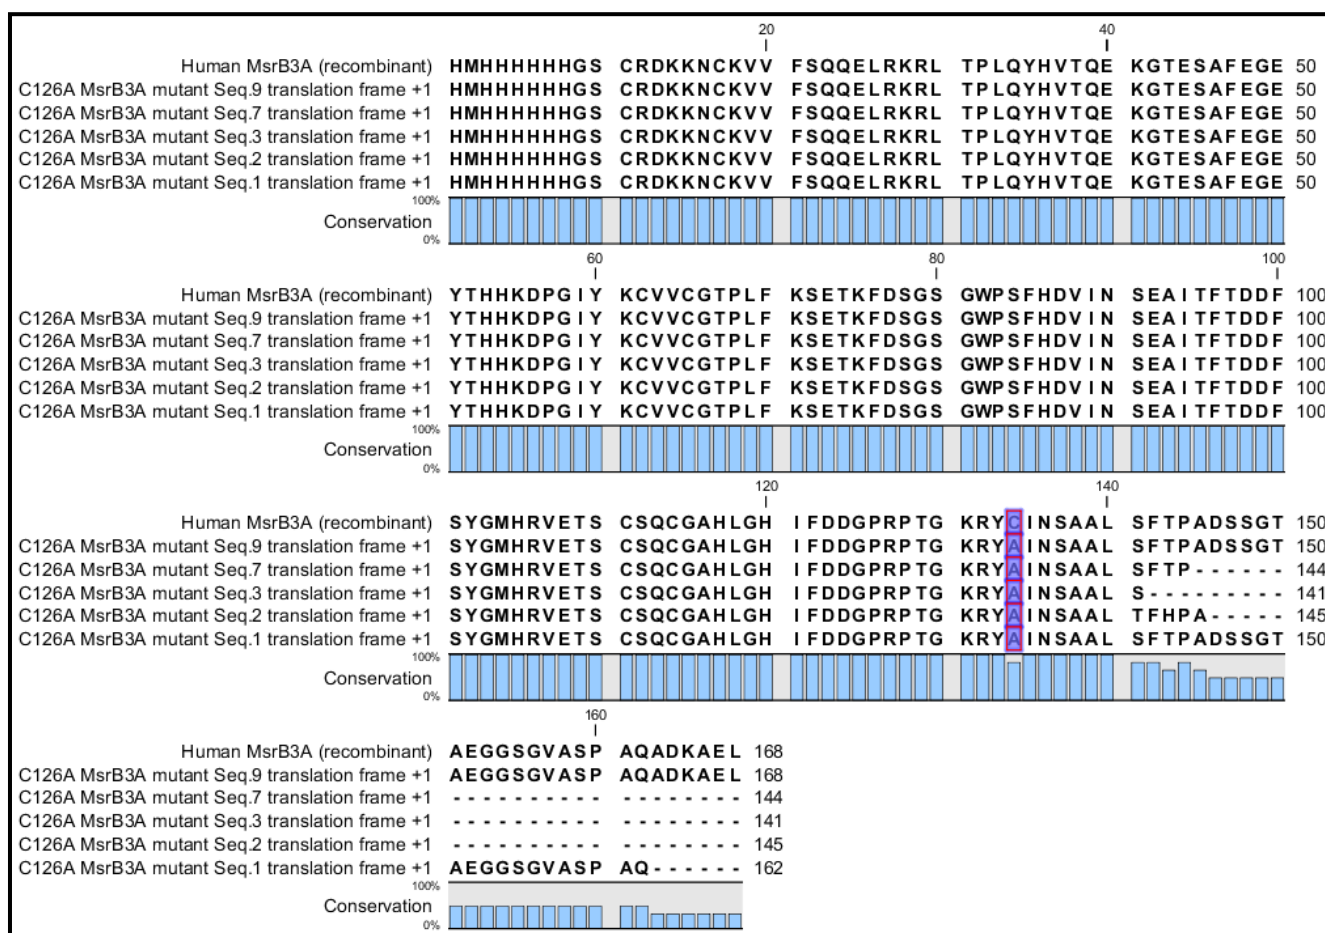 20 40
Human MsrB3A (recombinant) HMHHHHHHGS CRDKKNCKVV FSQQELRKRL TPLQYHVTQE KGTESAFEGE 50
C126A MsrB3A mutant Seq.9 translation frame +1 HMHHHHHHGS CRDKKNCKVV FSQQELRKRL TPLQYHVTQE KGTESAFEGE 50
C126A MsrB3A mutant Seq.7 translation frame +1 HMHHHHHHGS CRDKKNCKVV FSQQELRKRL TPLQYHVTQE KGTESAFEGE 50
C126A MsrB3A mutant Seq.3 translation frame +1 HMHHHHHHGS CRDKKNCKVV FSQQELRKRL TPLQYHVTQE KGTESAFEGE 50
C126A MsrB3A mutant Seq.2 translation frame +1 HMHHHHHHGS CRDKKNCKVV FSQQELRKRL TPLQYHVTQE KGTESAFEGE 50
C126A MsrB3A mutant Seq.1 translation frame +1 HMHHHHHHGS CRDKKNCKVV FSQQELRKRL TPLQYHVTQE KGTESAFEGE 50
100%
Conservation
0%
60 80 100
Human MsrB3A (recombinant) YTHHKDPGIY KCVVCGTPLF KSETKFDSGS GWPSFHDVIN SEAITFTDDF 100
C126A MsrB3A mutant Seq.9 translation frame +1 YTHHKDPGIY KCVVCGTPLF KSETKFDSGS GWPSFHDVIN SEAITFTDDF 100
C126A MsrB3A mutant Seq.7 translation frame +1 YTHHKDPGIY KCVVCGTPLF KSETKFDSGS GWPSFHDVIN SEAITFTDDF 100
C126A MsrB3A mutant Seq.3 translation frame +1 YTHHKDPGIY KCVVCGTPLF KSETKFDSGS GWPSFHDVIN SEAITFTDDF 100
C126A MsrB3A mutant Seq.2 translation frame +1 YTHHKDPGIY KCVVCGTPLF KSETKFDSGS GWPSFHDVIN SEAITFTDDF 100
C126A MsrB3A mutant Seq.1 translation frame +1 YTHHKDPGIY KCVVCGTPLF KSETKFDSGS GWPSFHDVIN SEAITFTDDF 100
100%
Conservation
0%
120 140
Human MsrB3A (recombinant) SYGMHRVETS CSQCGAHLGH IFDDGPRPTG KRYCINSAAL SFTPADSSGT 150
C126A MsrB3A mutant Seq.9 translation frame +1 SYGMHRVETS CSQCGAHLGH IFDDGPRPTG KRYAINSAAL SFTPADSSGT 150
C126A MsrB3A mutant Seq.7 translation frame +1 SYGMHRVETS CSQCGAHLGH IFDDGPRPTG KRYAINSAAL SFTP------ 144
C126A MsrB3A mutant Seq.3 translation frame +1 SYGMHRVETS CSQCGAHLGH IFDDGPRPTG KRYAINSAAL S--------- 141
C126A MsrB3A mutant Seq.2 translation frame +1 SYGMHRVETS CSQCGAHLGH IFDDGPRPTG KRYAINSAAL TFHPA----- 145
C126A MsrB3A mutant Seq.1 translation frame +1 SYGMHRVETS CSQCGAHLGH IFDDGPRPTG KRYAINSAAL SFTPADSSGT 150
100%
Conservation
0%
160
Human MsrB3A (recombinant) AEGGSGVASP AQADKAEL 168
C126A MsrB3A mutant Seq.9 translation frame +1 AEGGSGVASP AQADKAEL 168
C126A MsrB3A mutant Seq.7 translation frame +1 ---------- -------- 144
C126A MsrB3A mutant Seq.3 translation frame +1 ---------- -------- 141
C126A MsrB3A mutant Seq.2 translation frame +1 ---------- -------- 145
C126A MsrB3A mutant Seq.1 translation frame +1 AEGGSGVASP AQ------ 162
100%
Conservation
0%